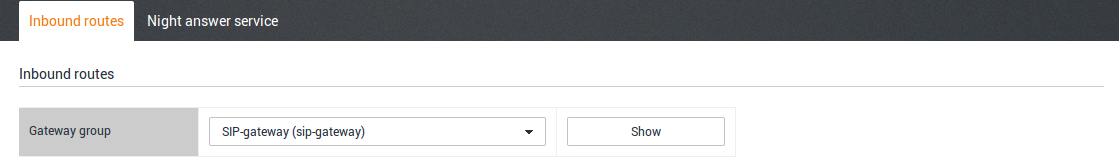 Inbound routes Night answer service
Inbound routes
Gateway group SIP-gateway (sip-gateway) Show